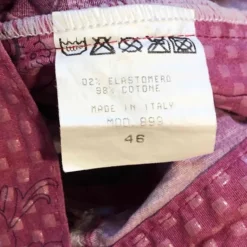 02% ELASTOMERO
98% COTONE
MADE IN ITALY
MOD. 899
46